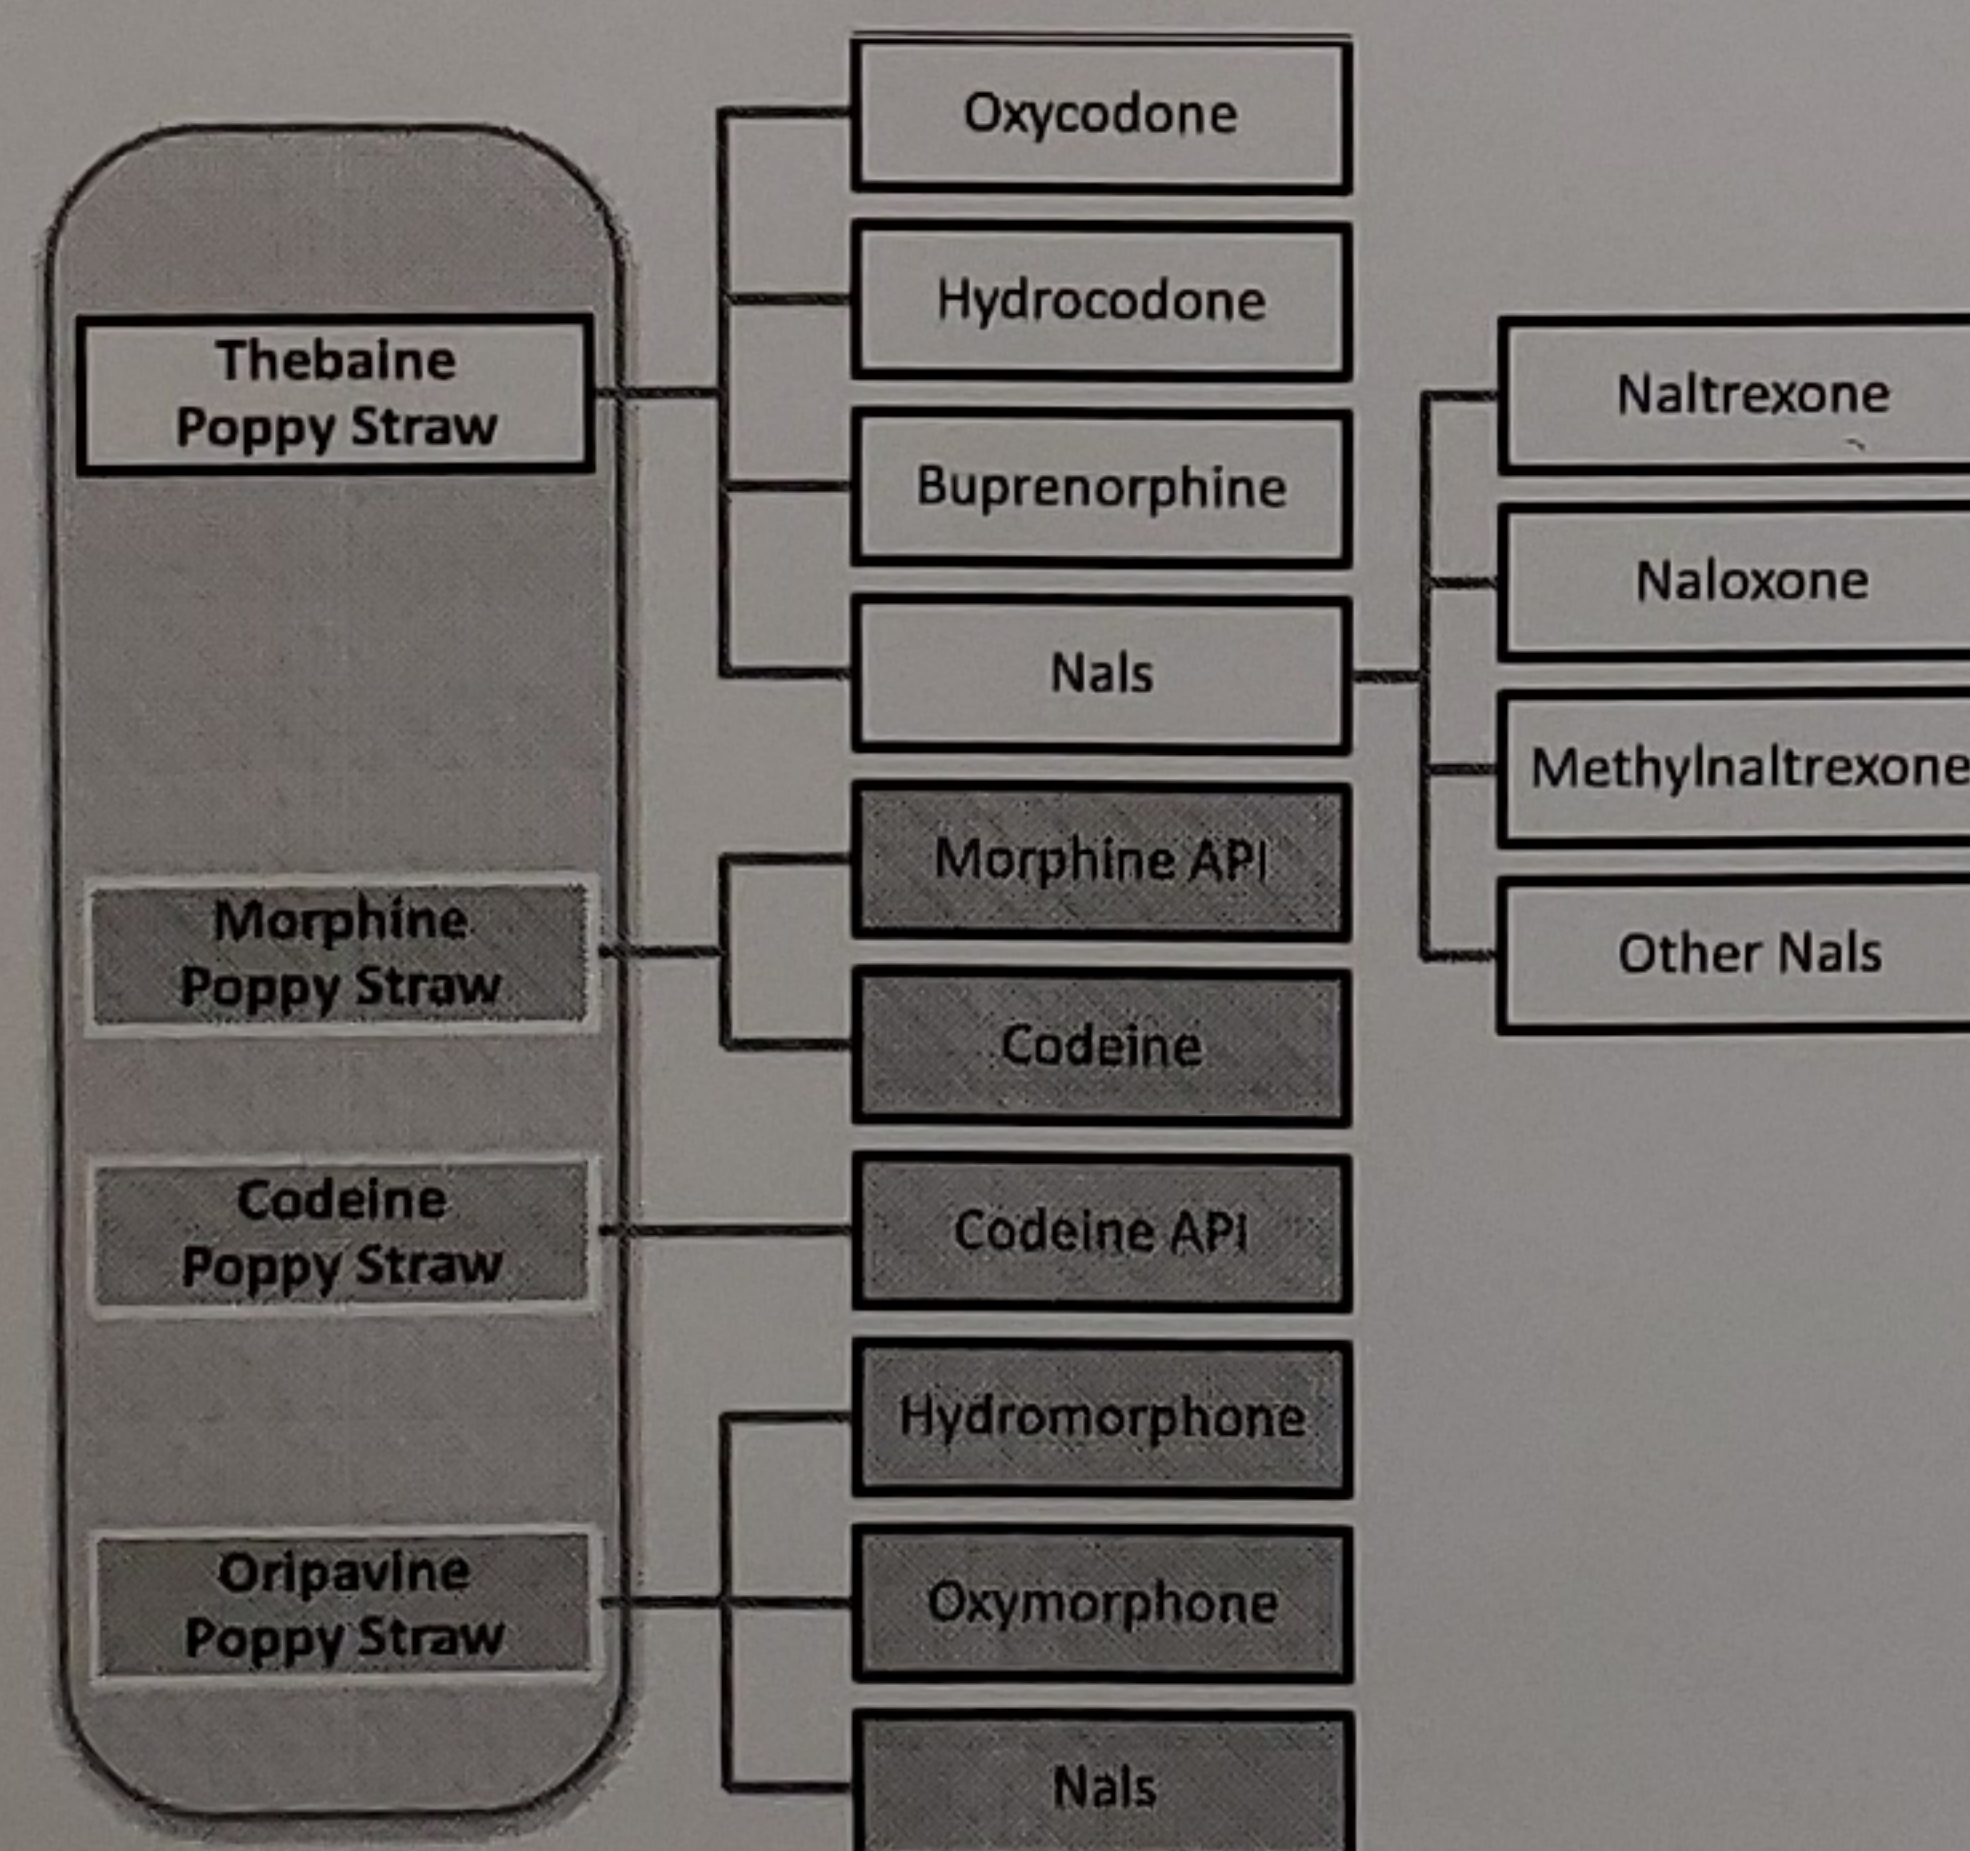 Oxycodone
Hydrocodone
Thebaine
Poppy Straw
Naltrexone
Buprenorphine
Naloxone
Nals
Methylnaltrexone
Morphine API
Morphine
Poppy Straw
Other Nals
Codeine
Codeine
Poppy Straw
Codeine API
Hydromorphone
Oripavine
Poppy Straw
Oxymorphone
Nals